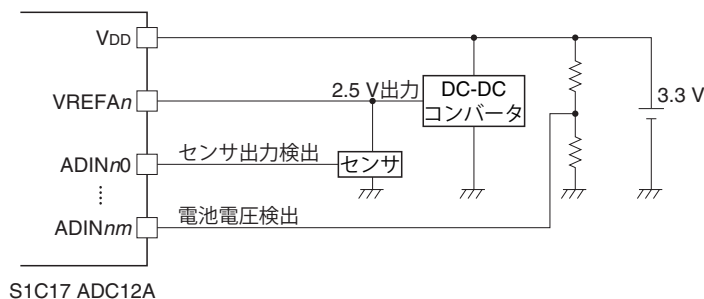 VDD
VREFAn
2.5 V出力
DC-DC
コンバータ
3.3 V
ADINn0
センサ出力検出
センサ
ADINnm
電池電圧検出
S1C17 ADC12A